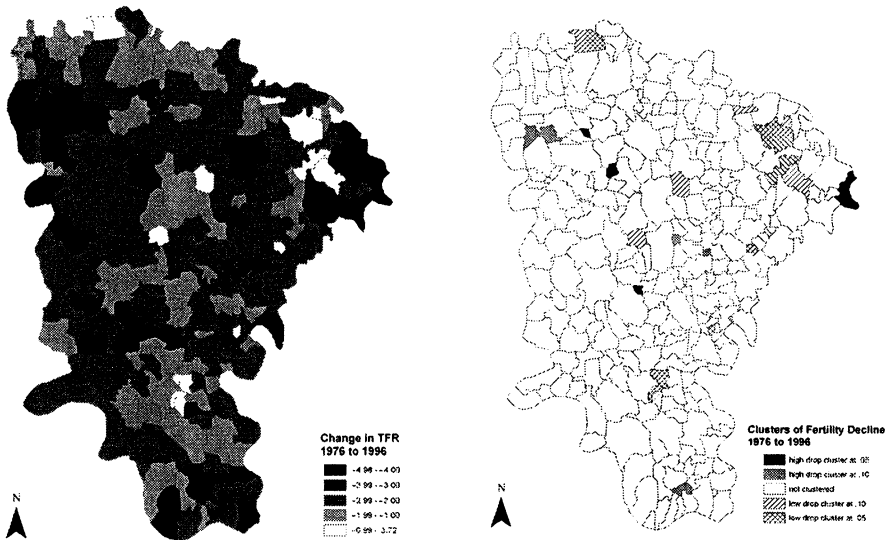 Change in TFR
1976 to 1996
-4.98 - -4.00
-3.99 - -3.00
-2.99 - -2.00
-1.99 - -1.00
-0.99 - 3.72
N
Clusters of Fertility Decline
1976 to 1996
high drop cluster at .05
high drop cluster at .10
not clustered
low drop cluster at .10
low drop cluster at .05
N